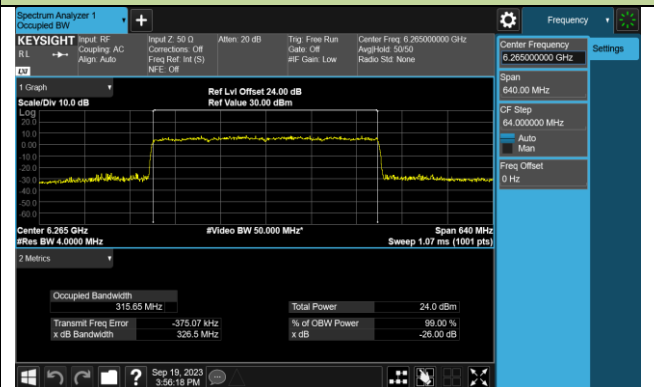 Spectrum Analyzer 1
Occupied BW
+
Frequency
KEYSIGHT
RL
LXI
Input: RF
Coupling: AC
Align: Auto
Input Z: 50 Ω
Corrections: Off
Freq Ref: Int (S)
NFE: Off
Atten: 20 dB
Trig: Free Run
Gate: Off
#IF Gain: Low
Center Freq: 6.265000000 GHz
Avg|Hold: 50/50
Radio Std: None
Center Frequency
6.265000000 GHz
Settings
Span
640.00 MHz
CF Step
64.000000 MHz
Auto
Man
Freq Offset
0 Hz
1 Graph
Scale/Div 10.0 dB
Ref Lvl Offset 24.00 dB
Ref Value 30.00 dBm
Log
20.0
10.0
0.00
-10.0
-20.0
-30.0
-40.0
-50.0
-60.0
Center 6.265 GHz
#Res BW 4.0000 MHz
#Video BW 50.000 MHz*
Span 640 MHz
Sweep 1.07 ms (1001 pts)
2 Metrics
Occupied Bandwidth
315.65 MHz
Total Power 24.0 dBm
Transmit Freq Error -375.07 kHz
% of OBW Power 99.00 %
x dB Bandwidth 326.5 MHz
x dB -26.00 dB
?
Sep 19, 2023
3:56:18 PM